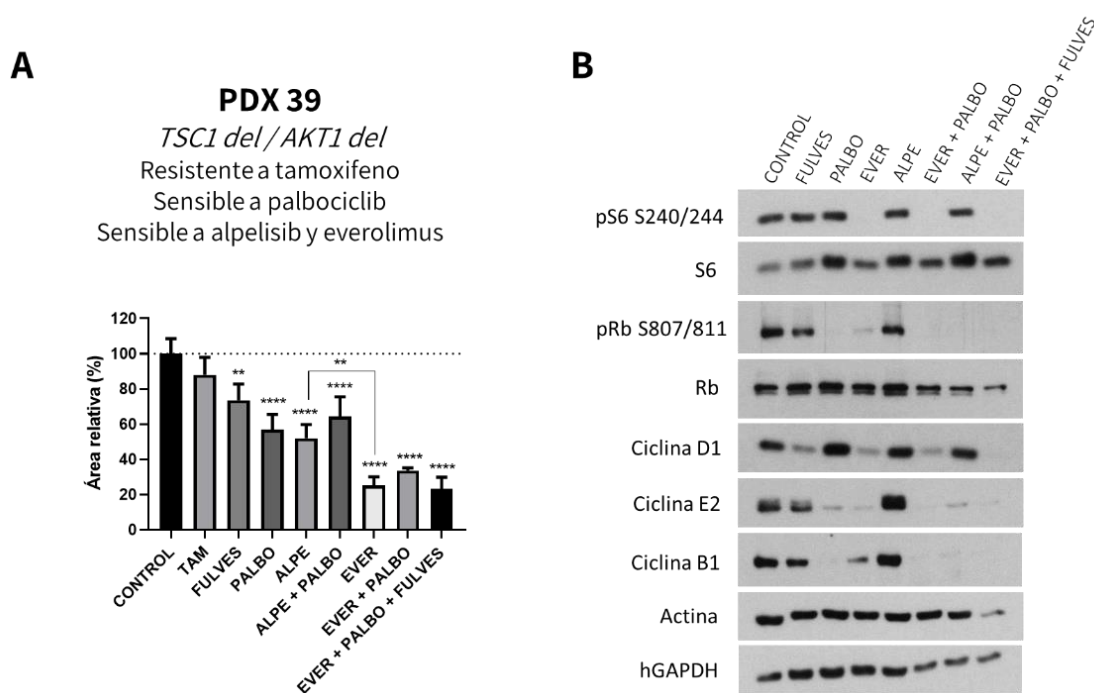 A
PDX 39
TSC1 del / AKT1 del
Resistente a tamoxifeno
Sensible a palbociclib
Sensible a alpelisib y everolimus
Área relativa (%)
120
100
80
60
40
20
0
**
****
****
****
**
****
****
****
CONTROL
TAM
FULVES
PALBO
ALPE
ALPE + PALBO
EVER
EVER + PALBO
EVER + PALBO + FULVES
B
CONTROL
FULVES
PALBO
EVER
ALPE
EVER + PALBO
ALPE + PALBO
EVER + PALBO + FULVES
pS6 S240/244
S6
pRb S807/811
Rb
Ciclina D1
Ciclina E2
Ciclina B1
Actina
hGAPDH